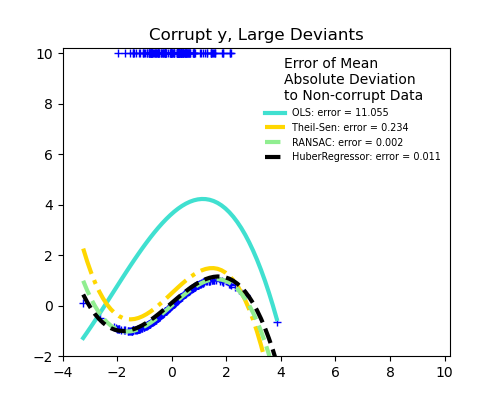 Corrupt y, Large Deviants
Error of Mean
Absolute Deviation
to Non-corrupt Data
OLS: error = 11.055
Theil-Sen: error = 0.234
RANSAC: error = 0.002
HuberRegressor: error = 0.011
10
8
6
4
2
0
−2
−4 −2 0 2 4 6 8 10